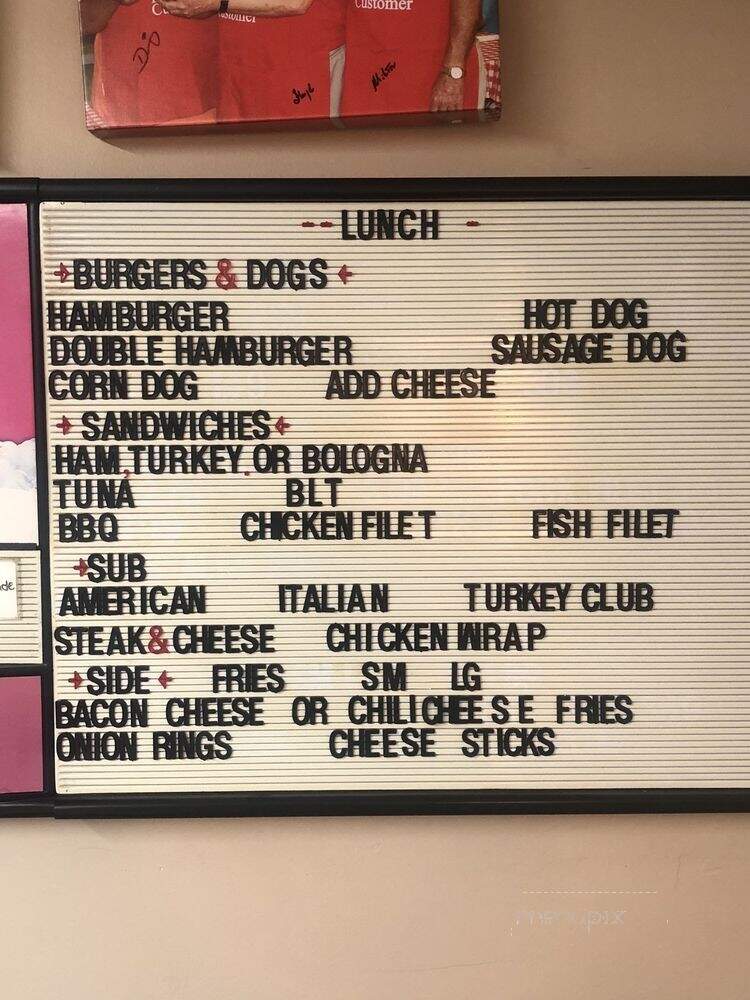 Customer
--LUNCH -
BURGERS & DOGS
HAMBURGER HOT DOG
DOUBLE HAMBURGER SAUSAGE DOG
CORN DOG ADD CHEESE
SANDWICHES
HAM,TURKEY OR BOLOGNA
TUNA BLT
BBQ CHICKEN FILET FISH FILET
SUB
AMERICAN ITALIAN TURKEY CLUB
STEAK & CHEESE CHICKEN WRAP
SIDE FRIES SM LG
BACON CHEESE OR CHILI CHEESE FRIES
ONION RINGS CHEESE STICKS